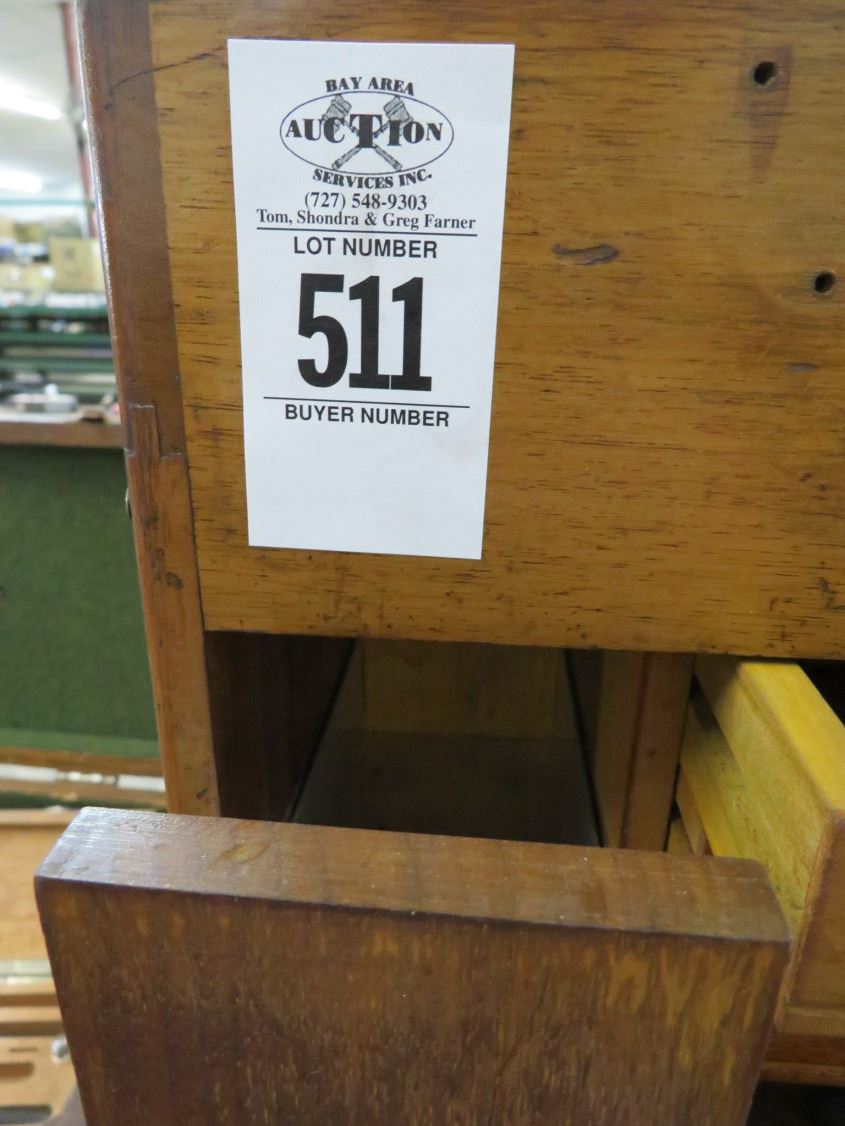 BAY AREA
AUCTION
SERVICES INC.
(727) 548-9303
Tom, Shondra & Greg Farner
LOT NUMBER
511
BUYER NUMBER